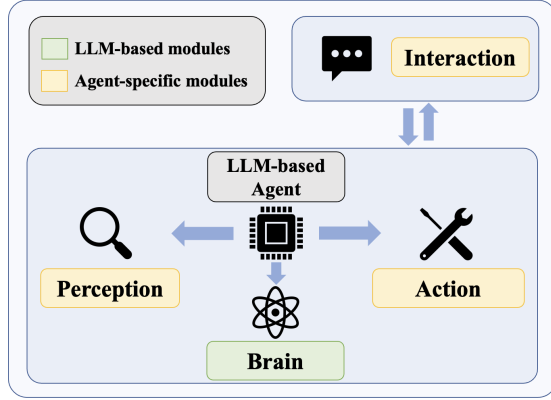 LLM-based modules
Agent-specific modules
Interaction
LLM-based
Agent
Perception
Action
Brain